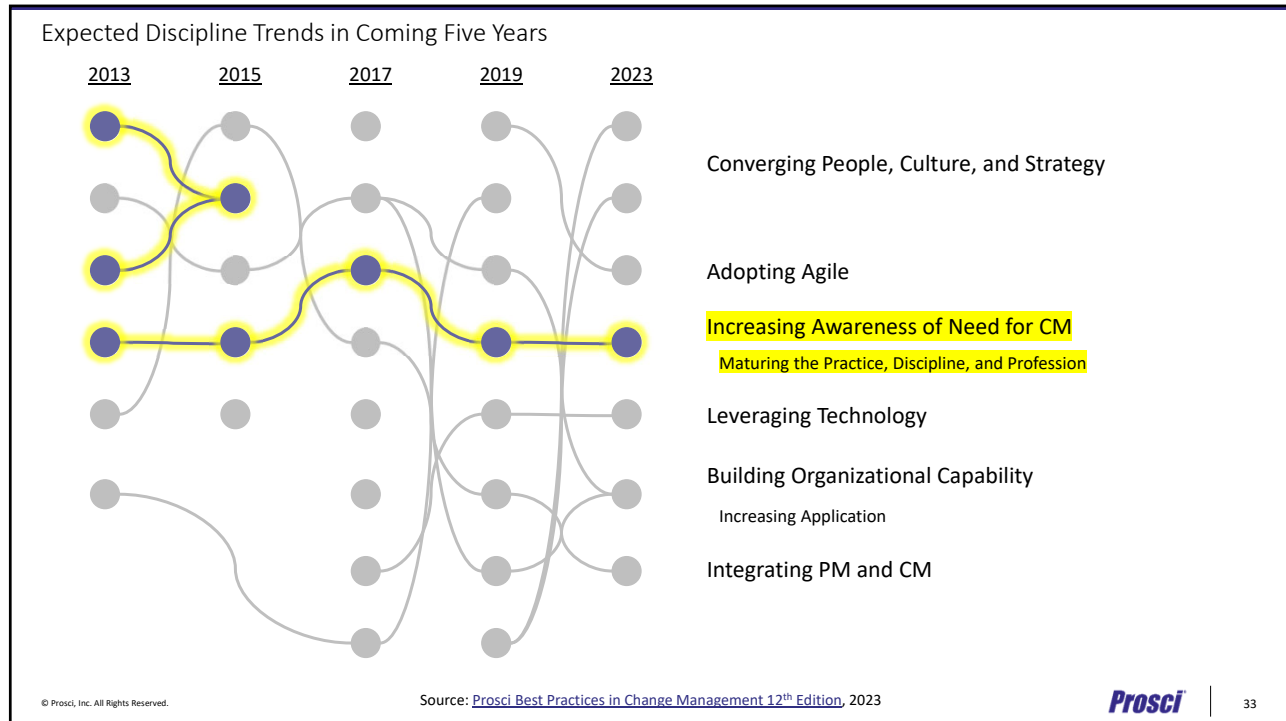 Expected Discipline Trends in Coming Five Years
2013 2015 2017 2019 2023
Converging People, Culture, and Strategy
Adopting Agile
Increasing Awareness of Need for CM
Maturing the Practice, Discipline, and Profession
Leveraging Technology
Building Organizational Capability
Increasing Application
Integrating PM and CM
© Prosci, Inc. All Rights Reserved.
Source: Prosci Best Practices in Change Management 12th Edition, 2023
Prosci
33